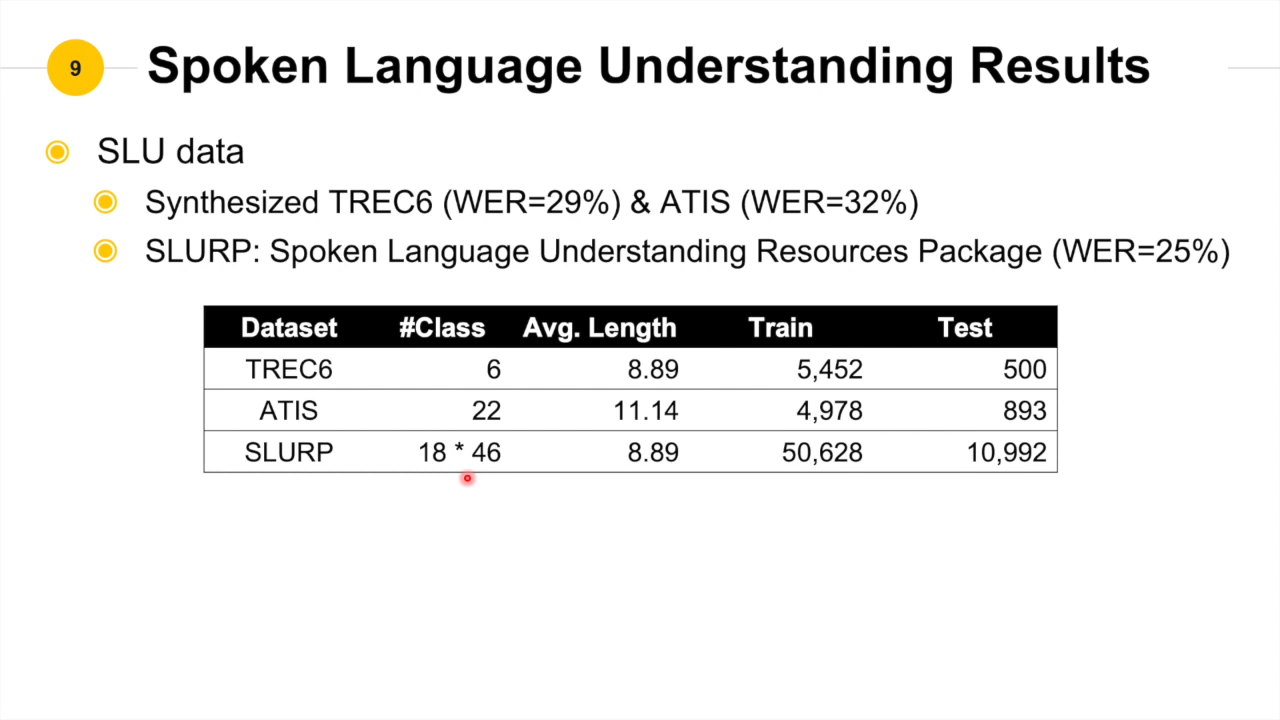 9
Spoken Language Understanding Results
SLU data
Synthesized TREC6 (WER=29%) & ATIS (WER=32%)
SLURP: Spoken Language Understanding Resources Package (WER=25%)
Dataset #Class Avg. Length Train Test
TREC6 6 8.89 5,452 500
ATIS 22 11.14 4,978 893
SLURP 18 * 46 8.89 50,628 10,992